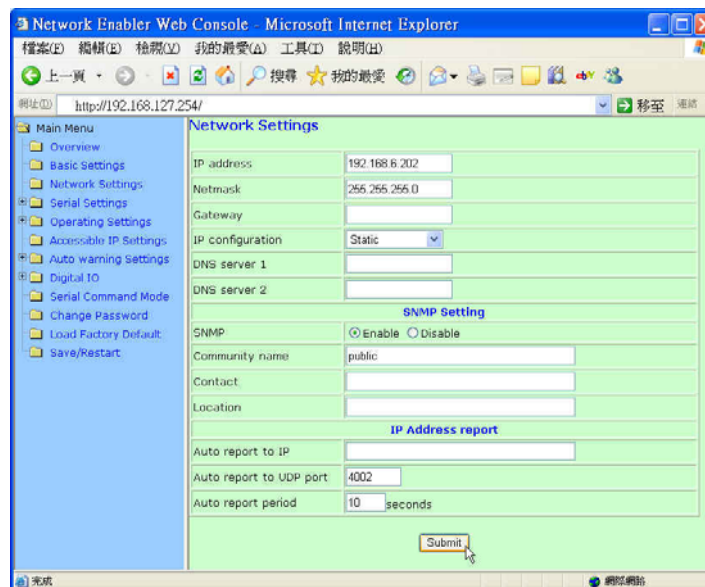 Network Enabler Web Console - Microsoft Internet Explorer
檔案(F) 編輯(E) 檢視(V) 我的最愛(A) 工具(T) 說明(H)
上一頁 搜尋 我的最愛
網址(D) http://192.168.127.254/ 移至 連結
Main Menu
Overview
Basic Settings
Network Settings
Serial Settings
Operating Settings
Accessible IP Settings
Auto warning Settings
Digital IO
Serial Command Mode
Change Password
Load Factory Default
Save/Restart
Network Settings
IP address 192.168.6.202
Netmask 255.255.255.0
Gateway
IP configuration Static
DNS server 1
DNS server 2
SNMP Setting
SNMP Enable Disable
Community name public
Contact
Location
IP Address report
Auto report to IP
Auto report to UDP port 4002
Auto report period 10 seconds
Submit
完成 網際網路